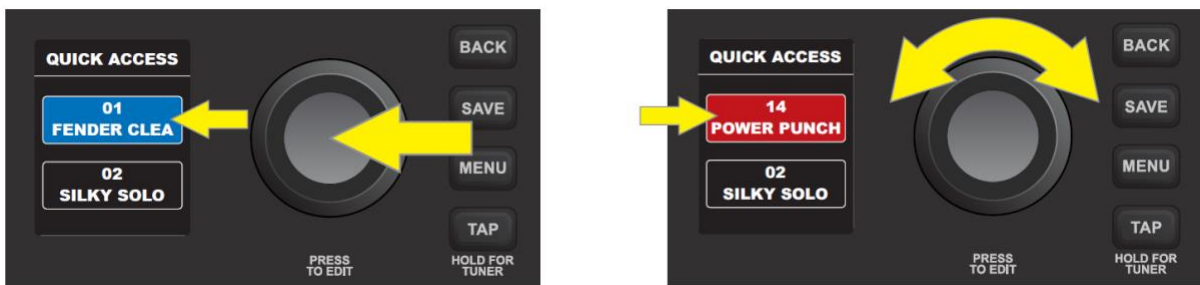 QUICK ACCESS
01
FENDER CLEA
02
SILKY SOLO
BACK
SAVE
MENU
TAP
HOLD FOR
TUNER
PRESS
TO EDIT
QUICK ACCESS
14
POWER PUNCH
02
SILKY SOLO
BACK
SAVE
MENU
TAP
HOLD FOR
TUNER
PRESS
TO EDIT